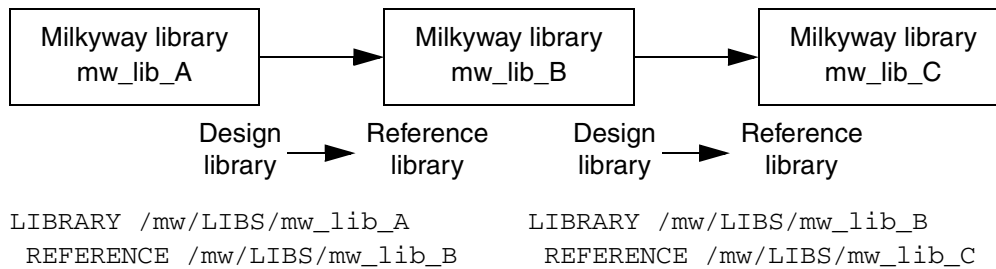 Milkyway library
mw_lib_A
Milkyway library
mw_lib_B
Milkyway library
mw_lib_C
Design
library
Reference
library
Design
library
Reference
library
LIBRARY /mw/LIBS/mw_lib_A
REFERENCE /mw/LIBS/mw_lib_B
LIBRARY /mw/LIBS/mw_lib_B
REFERENCE /mw/LIBS/mw_lib_C